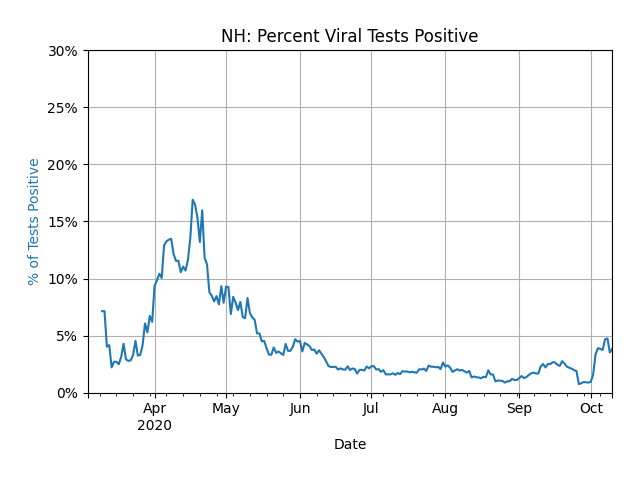 NH: Percent Viral Tests Positive
30%
25%
20%
15%
10%
5%
0%
% of Tests Positive
Apr May Jun Jul Aug Sep Oct
2020
Date